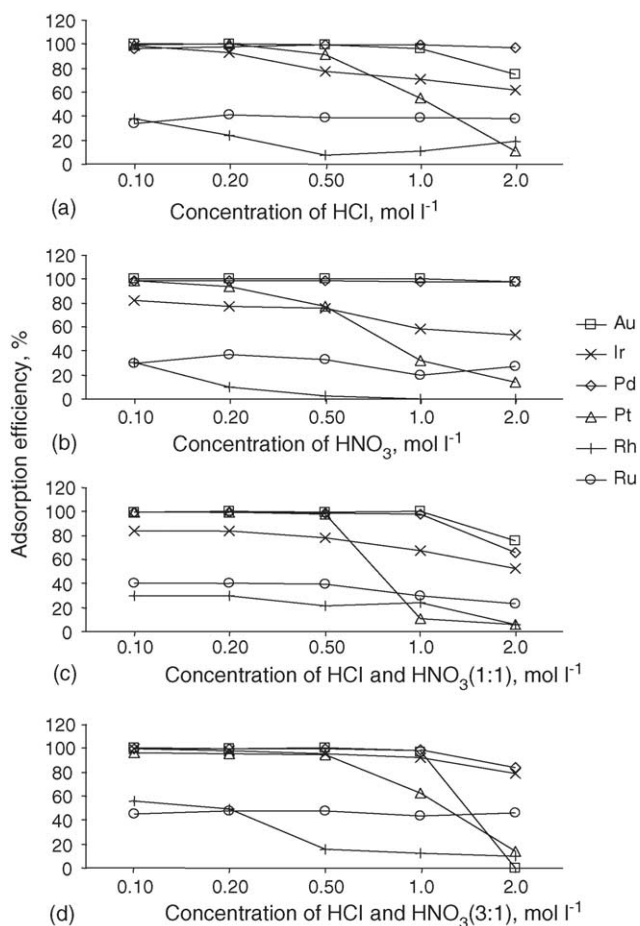 Adsorption efficiency, %
120
100
80
60
40
20
0
0.10 0.20 0.50 1.0 2.0
(a) Concentration of HCl, mol l⁻¹
120
100
80
60
40
20
0
0.10 0.20 0.50 1.0 2.0
(b) Concentration of HNO₃, mol l⁻¹
120
100
80
60
40
20
0
0.10 0.20 0.50 1.0 2.0
(c) Concentration of HCl and HNO₃(1:1), mol l⁻¹
120
100
80
60
40
20
0
0.10 0.20 0.50 1.0 2.0
(d) Concentration of HCl and HNO₃(3:1), mol l⁻¹
Au
Ir
Pd
Pt
Rh
Ru